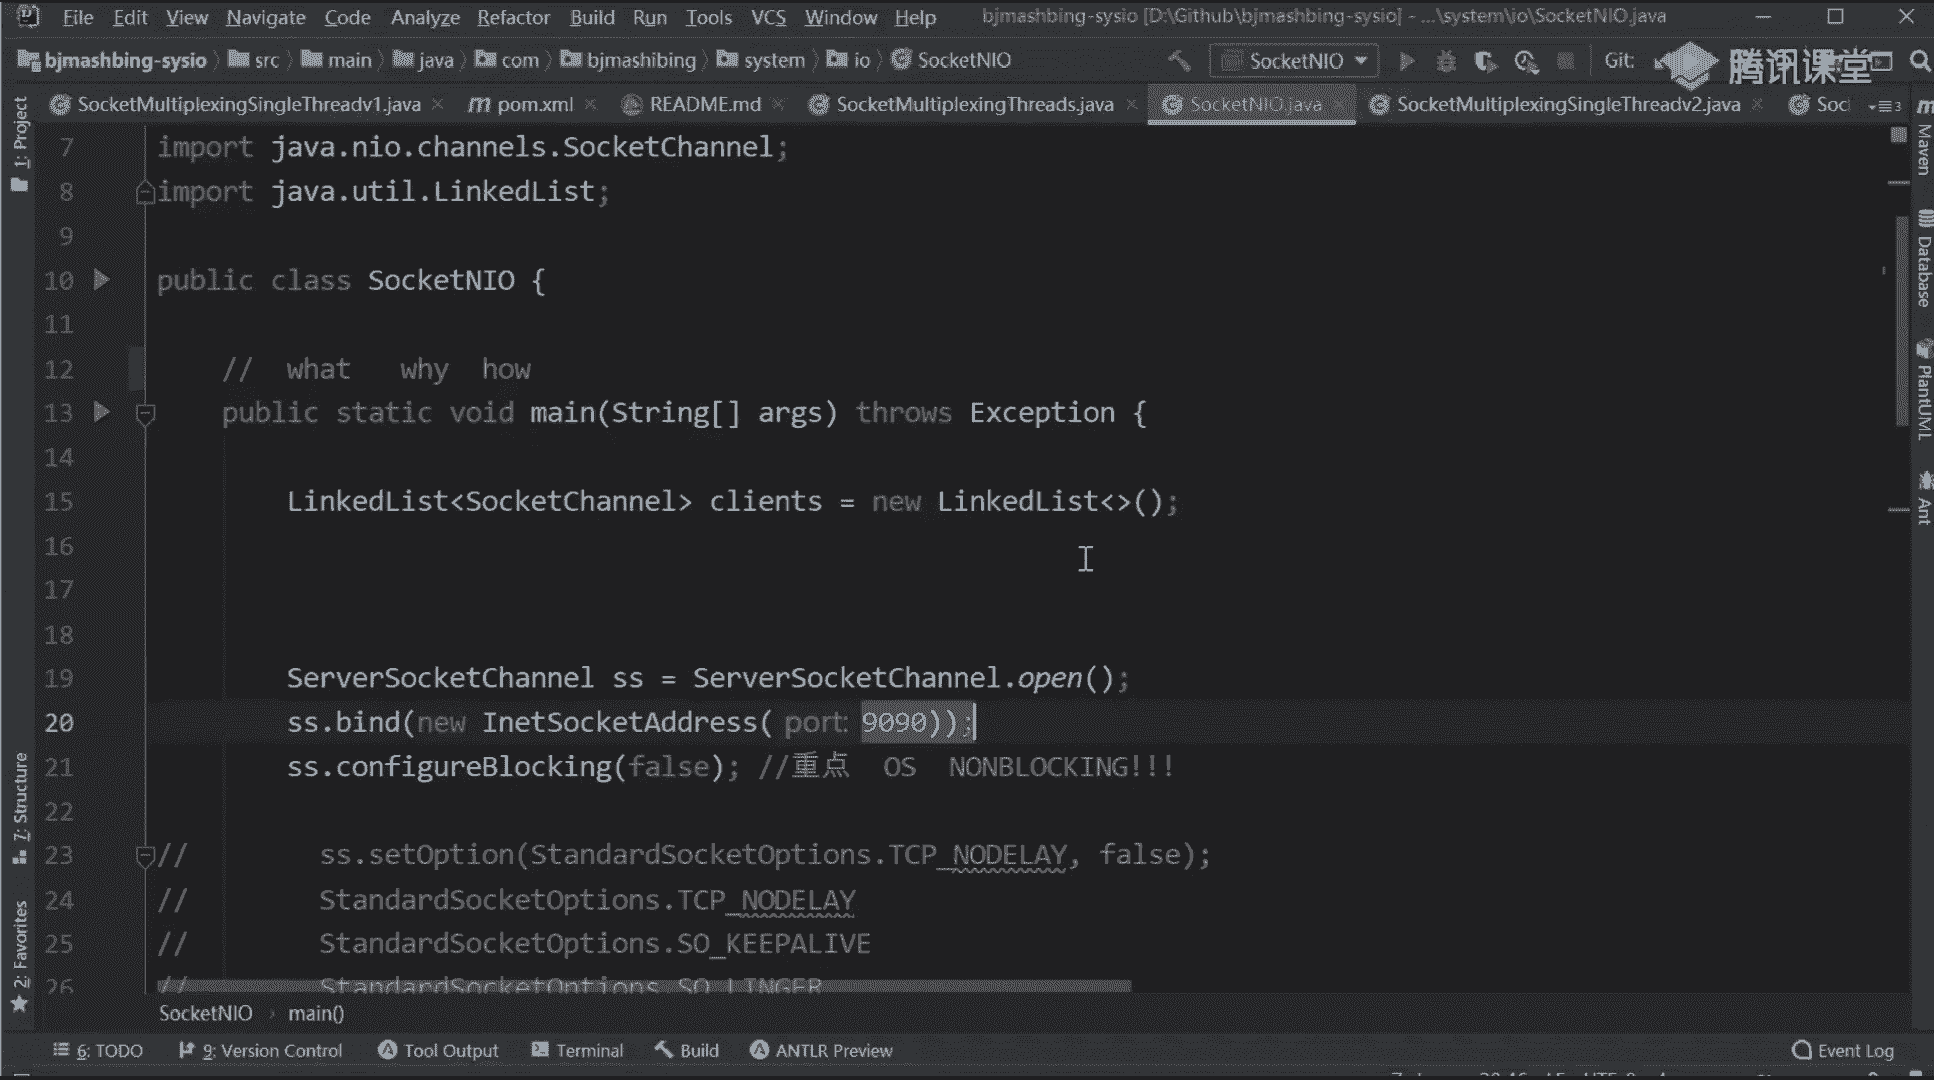 File Edit View Navigate Code Analyze Refactor Build Run Tools VCS Window Help bjmashbing-sysio [D:\Github\bjmashbing-sysio] - ...\system\io\SocketNIO.java
bjmashbing-sysio src main java com bjmashibing system io SocketNIO SocketNIO Git: 腾讯课堂
SocketMultiplexingSingleThreadv1.java pom.xml README.md SocketMultiplexingThreads.java SocketNIO.java SocketMultiplexingSingleThreadv2.java Soc
1: Project
7: Structure
2: Favorites
7 import java.nio.channels.SocketChannel;
8 import java.util.LinkedList;
9
10 public class SocketNIO {
11
12 // what why how
13 public static void main(String[] args) throws Exception {
14
15 LinkedList<SocketChannel> clients = new LinkedList<>();
16
17
18
19 ServerSocketChannel ss = ServerSocketChannel.open();
20 ss.bind(new InetSocketAddress( port: 9090));
21 ss.configureBlocking(false); //重点 OS NONBLOCKING!!!
22
23 // ss.setOption(StandardSocketOptions.TCP_NODELAY, false);
24 // StandardSocketOptions.TCP_NODELAY
25 // StandardSocketOptions.SO_KEEPALIVE
26 // StandardSocketOptions.SO_LINGER
Maven
Database
PlantUML
Ant
SocketNIO main()
6: TODO 9: Version Control Tool Output Terminal Build ANTLR Preview Event Log